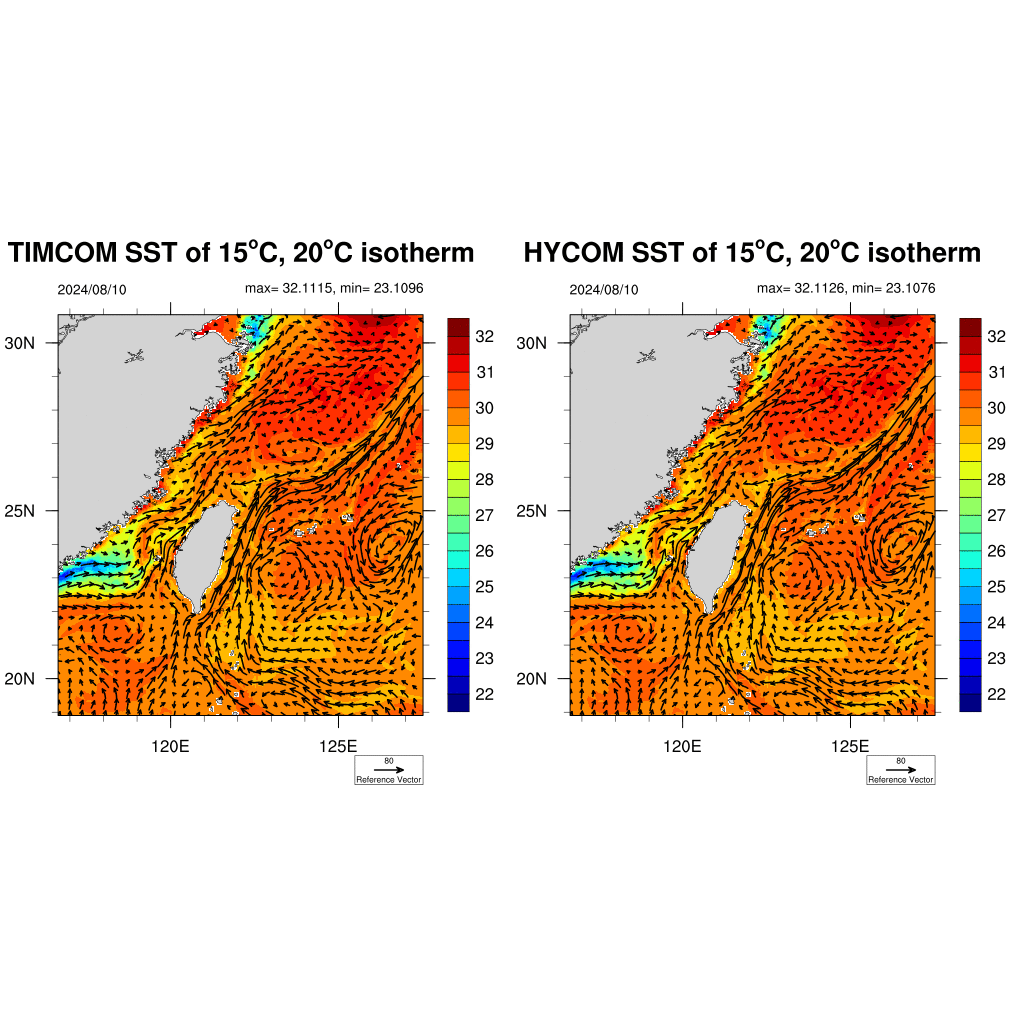 TIMCOM SST of 15°C, 20°C isotherm
2024/08/10
max= 32.1115, min= 23.1096
30N
25N
20N
120E
125E
32
31
30
29
28
27
26
25
24
23
22
80
Reference Vector
HYCOM SST of 15°C, 20°C isotherm
2024/08/10
max= 32.1126, min= 23.1076
30N
25N
20N
120E
125E
32
31
30
29
28
27
26
25
24
23
22
80
Reference Vector